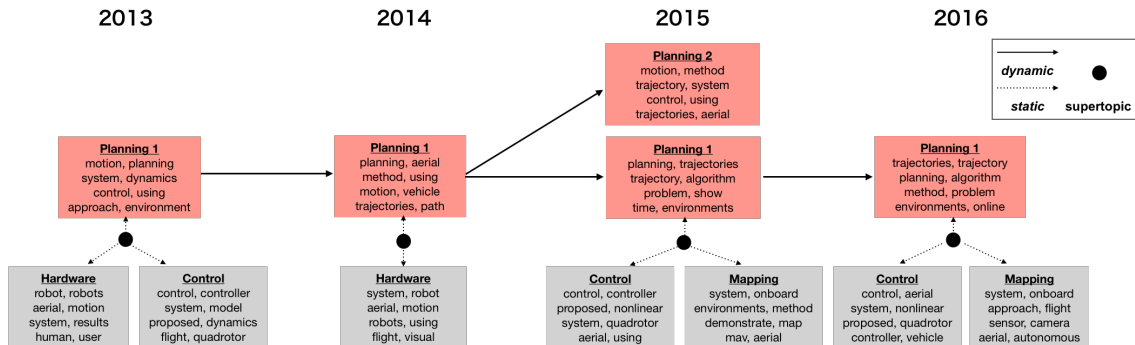 2013
2014
2015
2016
dynamic
static
supertopic
Planning 1
motion, planning
system, dynamics
control, using
approach, environment
Planning 1
planning, aerial
method, using
motion, vehicle
trajectories, path
Planning 2
motion, method
trajectory, system
control, using
trajectories, aerial
Planning 1
planning, trajectories
trajectory, algorithm
problem, show
time, environments
Planning 1
trajectories, trajectory
planning, algorithm
method, problem
environments, online
Hardware
robot, robots
aerial, motion
system, results
human, user
Control
control, controller
system, model
proposed, dynamics
flight, quadrotor
Hardware
system, robot
aerial, motion
robots, using
flight, visual
Control
control, controller
proposed, nonlinear
system, quadrotor
aerial, using
Mapping
system, onboard
environments, method
demonstrate, map
mav, aerial
Control
control, aerial
system, nonlinear
proposed, quadrotor
controller, vehicle
Mapping
system, onboard
approach, flight
sensor, camera
aerial, autonomous